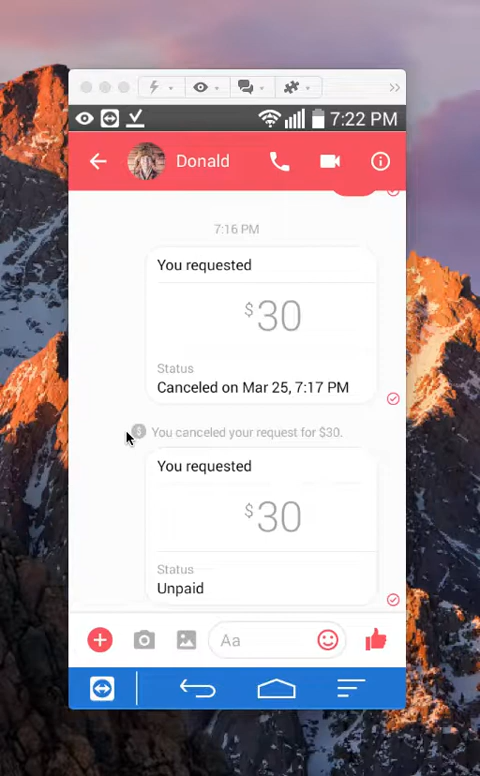 7:22 PM
Donald
7:16 PM
You requested
$30
Status
Canceled on Mar 25, 7:17 PM
You canceled your request for $30.
You requested
$30
Status
Unpaid
Aa